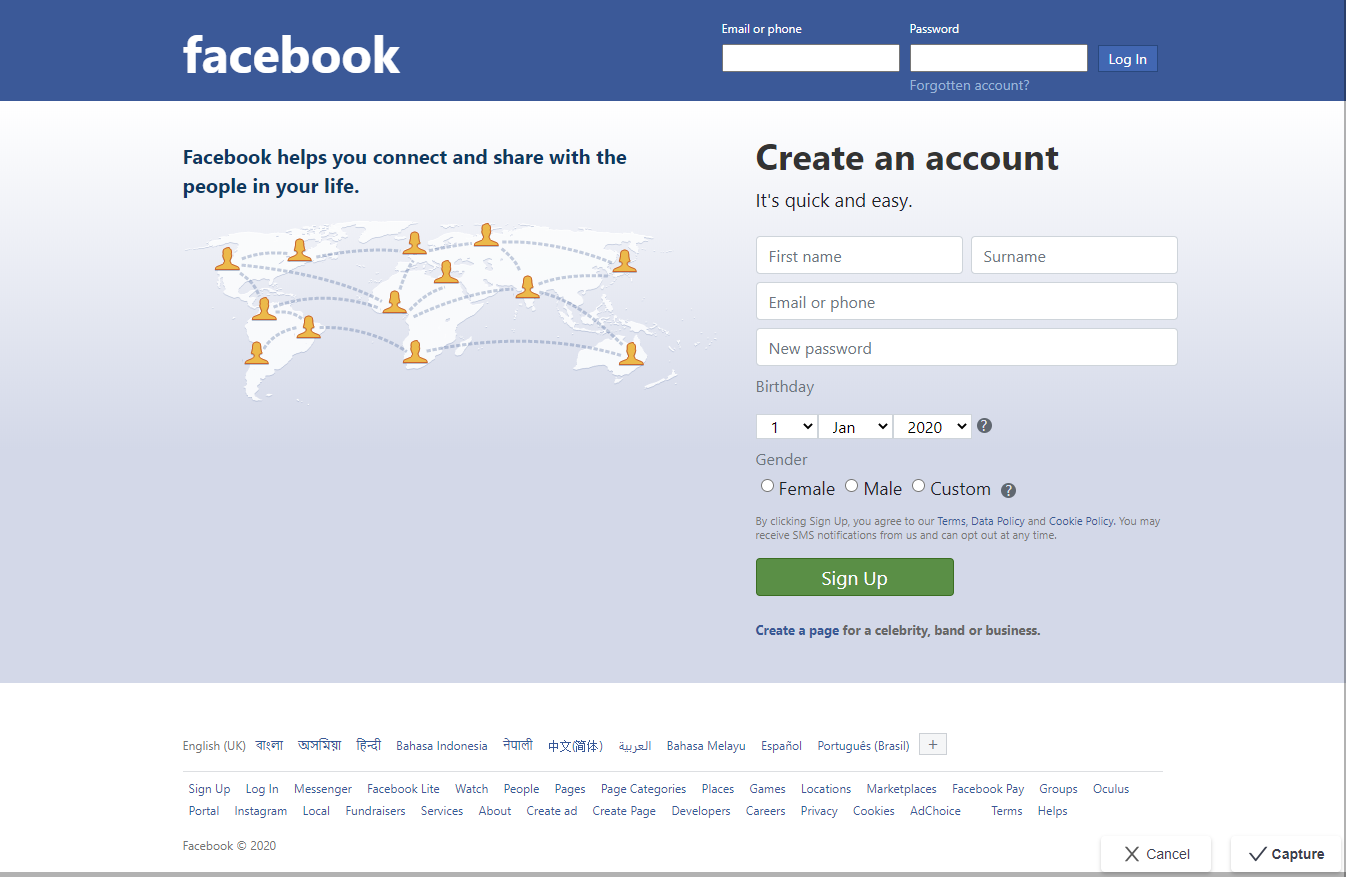 facebook
Email or phone
Password
Log In
Forgotten account?
Facebook helps you connect and share with the
people in your life.
Create an account
It's quick and easy.
First name
Surname
Email or phone
New password
Birthday
1
Jan
2020
?
Gender
Female
Male
Custom
?
By clicking Sign Up, you agree to our Terms, Data Policy and Cookie Policy. You may
receive SMS notifications from us and can opt out at any time.
Sign Up
Create a page for a celebrity, band or business.
English (UK) বাংলা অসমিয়া हिन्दी Bahasa Indonesia नेपाली 中文(简体) العربية Bahasa Melayu Español Português (Brasil) +
Sign Up Log In Messenger Facebook Lite Watch People Pages Page Categories Places Games Locations Marketplaces Facebook Pay Groups Oculus
Portal Instagram Local Fundraisers Services About Create ad Create Page Developers Careers Privacy Cookies AdChoice Terms Helps
Facebook © 2020
Cancel
Capture